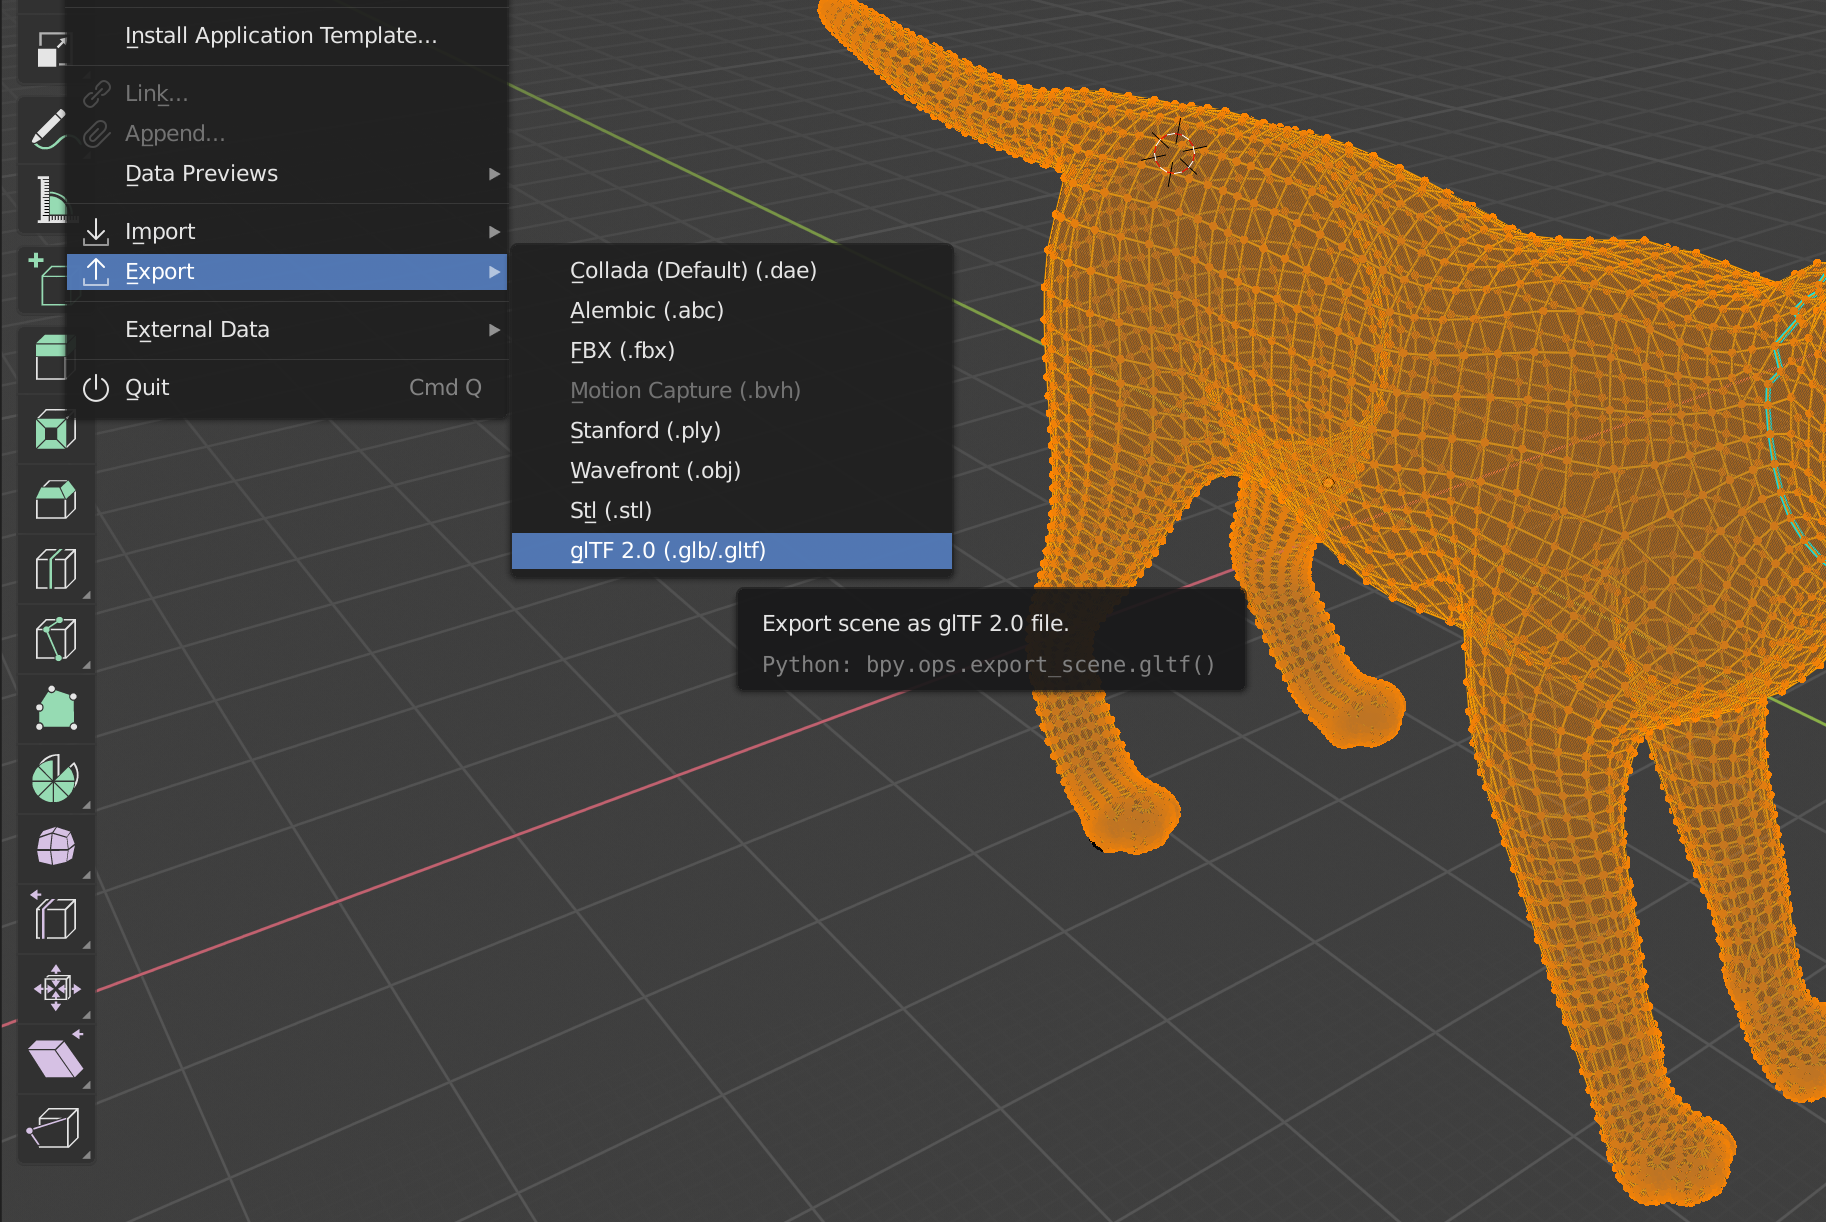 Install Application Template...
Link...
Append...
Data Previews
Import
Export
External Data
Quit Cmd Q
Collada (Default) (.dae)
Alembic (.abc)
FBX (.fbx)
Motion Capture (.bvh)
Stanford (.ply)
Wavefront (.obj)
Stl (.stl)
glTF 2.0 (.glb/.gltf)
Export scene as glTF 2.0 file.
Python: bpy.ops.export_scene.gltf()